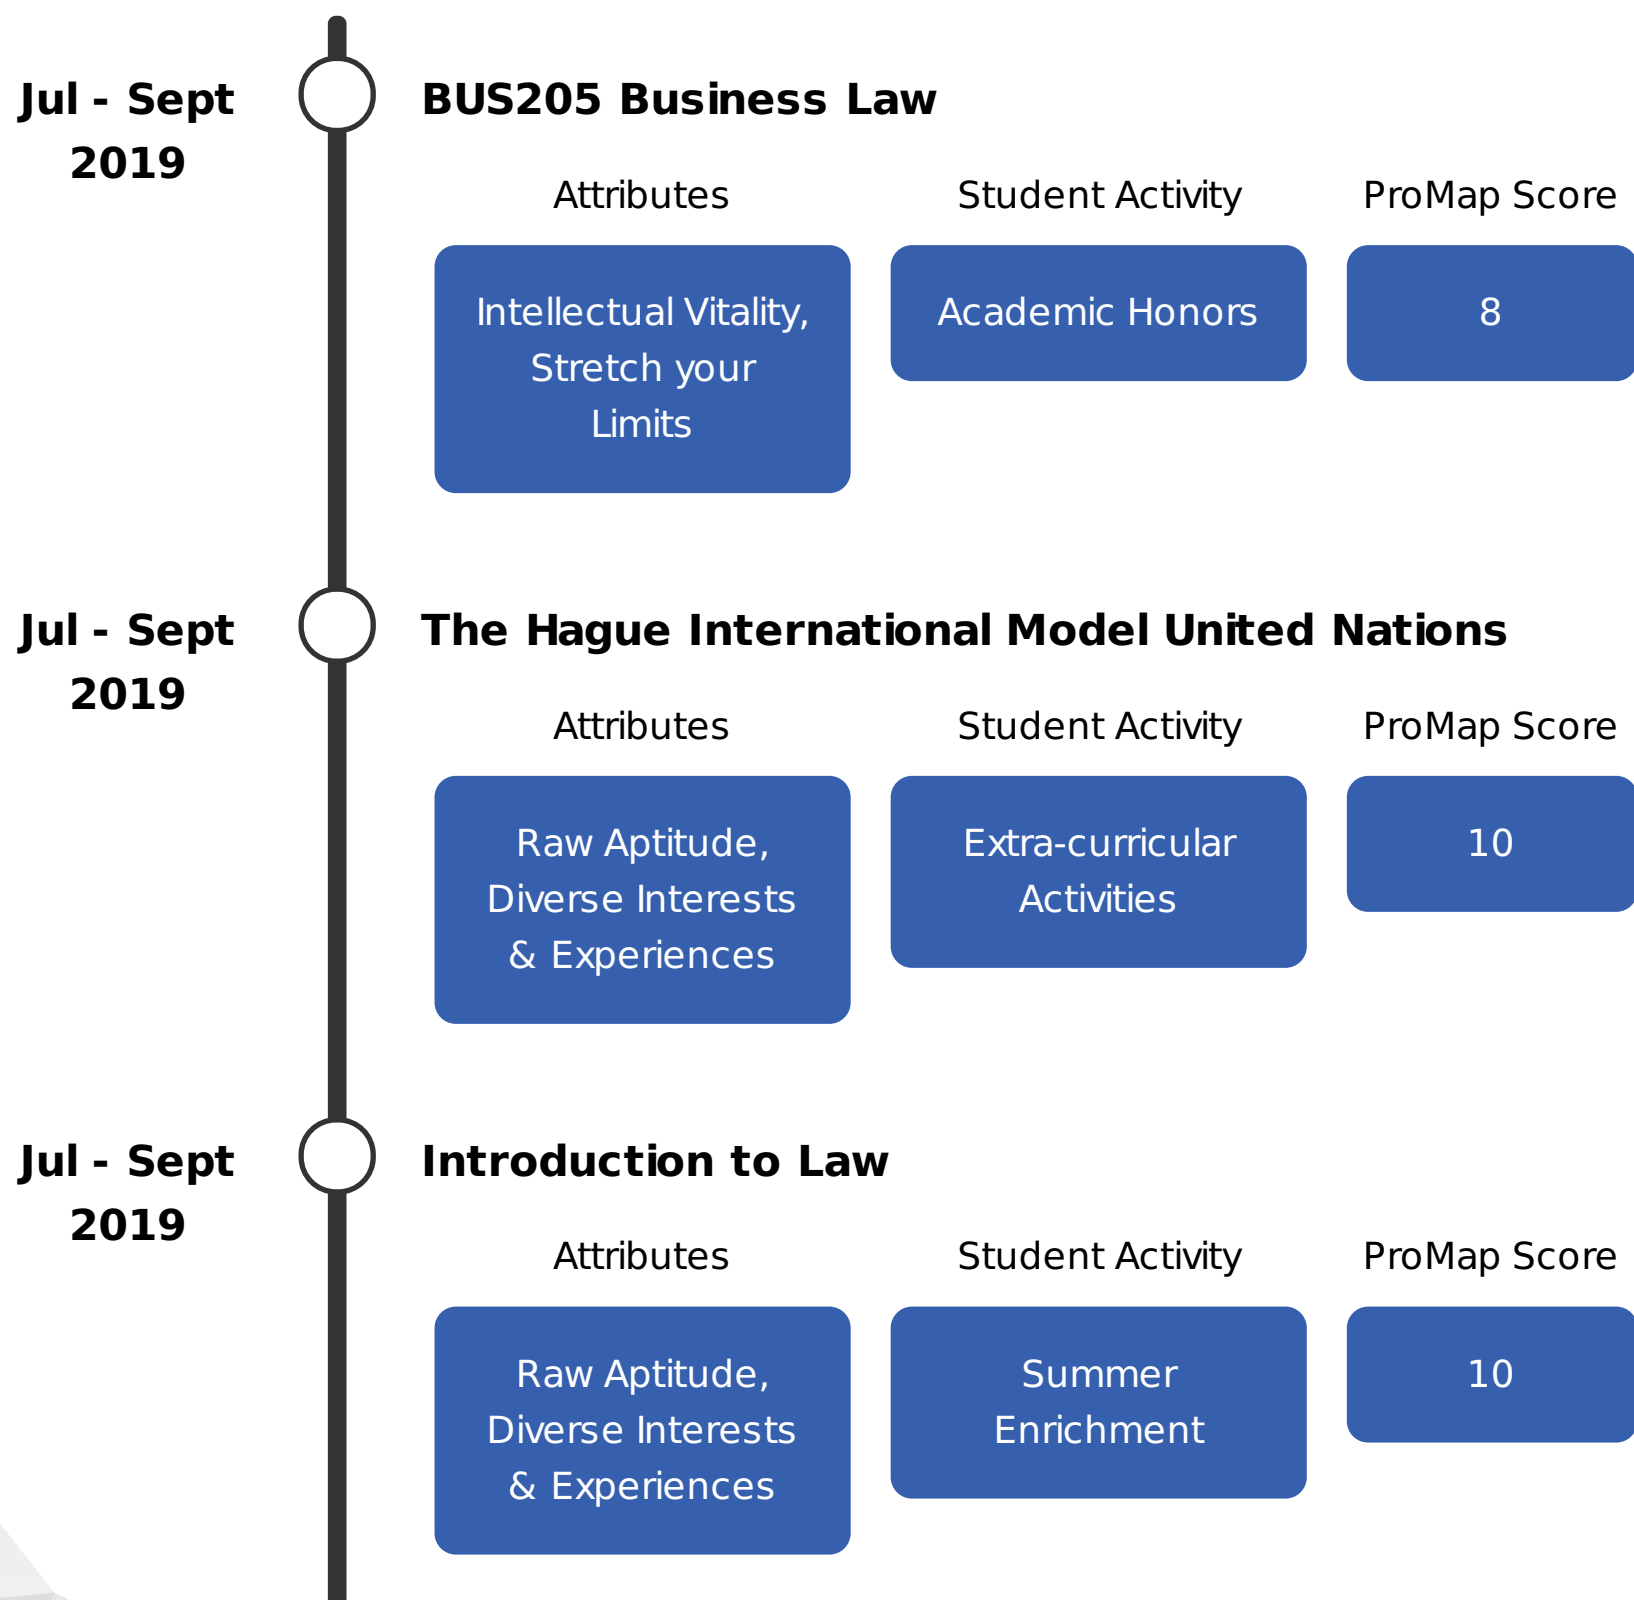 Jul - Sept
2019
BUS205 Business Law
Attributes
Student Activity
ProMap Score
Intellectual Vitality,
Stretch your
Limits
Academic Honors
8
Jul - Sept
2019
The Hague International Model United Nations
Attributes
Student Activity
ProMap Score
Raw Aptitude,
Diverse Interests
& Experiences
Extra-curricular
Activities
10
Jul - Sept
2019
Introduction to Law
Attributes
Student Activity
ProMap Score
Raw Aptitude,
Diverse Interests
& Experiences
Summer
Enrichment
10